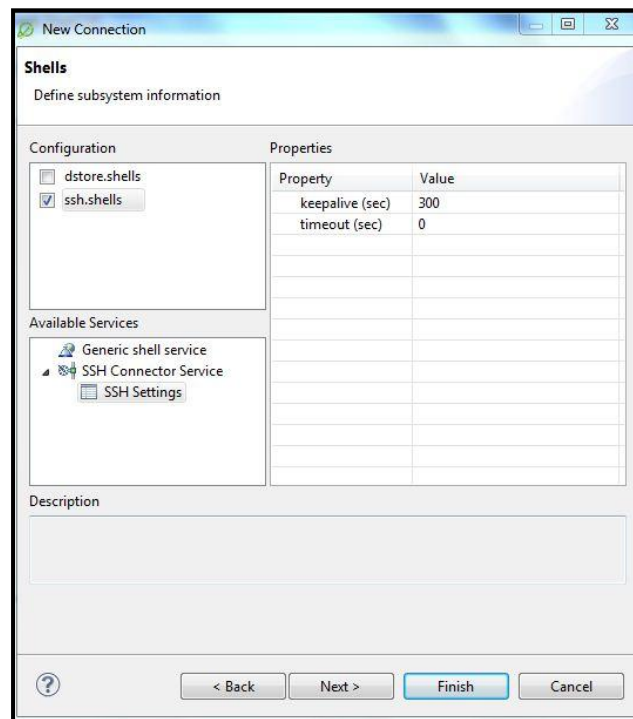 New Connection
Shells
Define subsystem information
Configuration
dstore.shells
ssh.shells
Properties
Property Value
keepalive (sec) 300
timeout (sec) 0
Available Services
Generic shell service
SSH Connector Service
SSH Settings
Description
? < Back Next > Finish Cancel